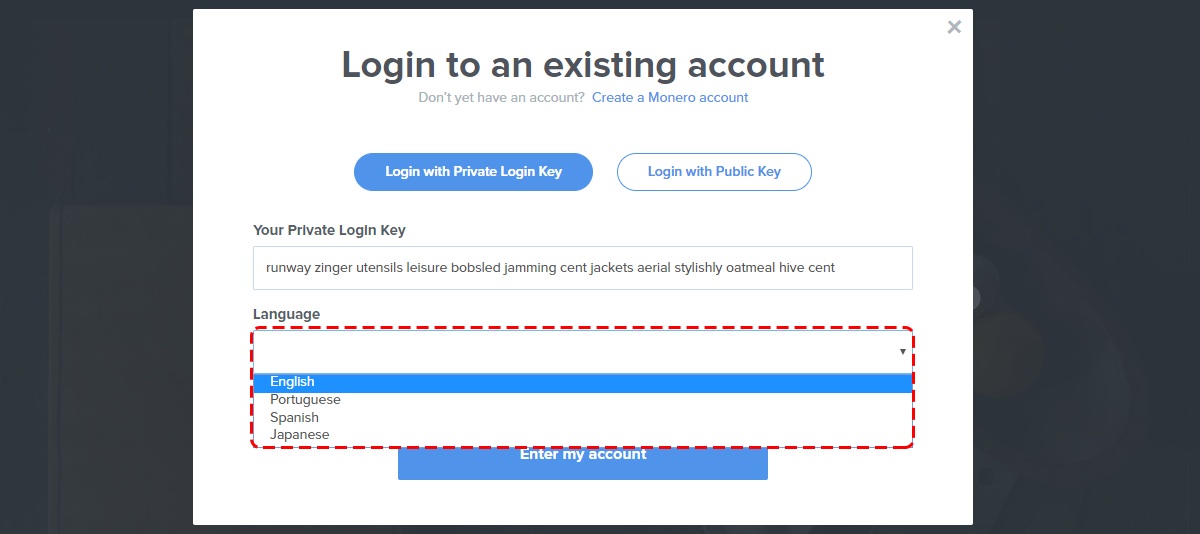 Login to an existing account
Don't yet have an account? Create a Monero account
Login with Private Login Key Login with Public Key
Your Private Login Key
runway zinger utensils leisure bobsled jamming cent jackets aerial stylishly oatmeal hive cent
Language
English
Portuguese
Spanish
Japanese
Enter my account